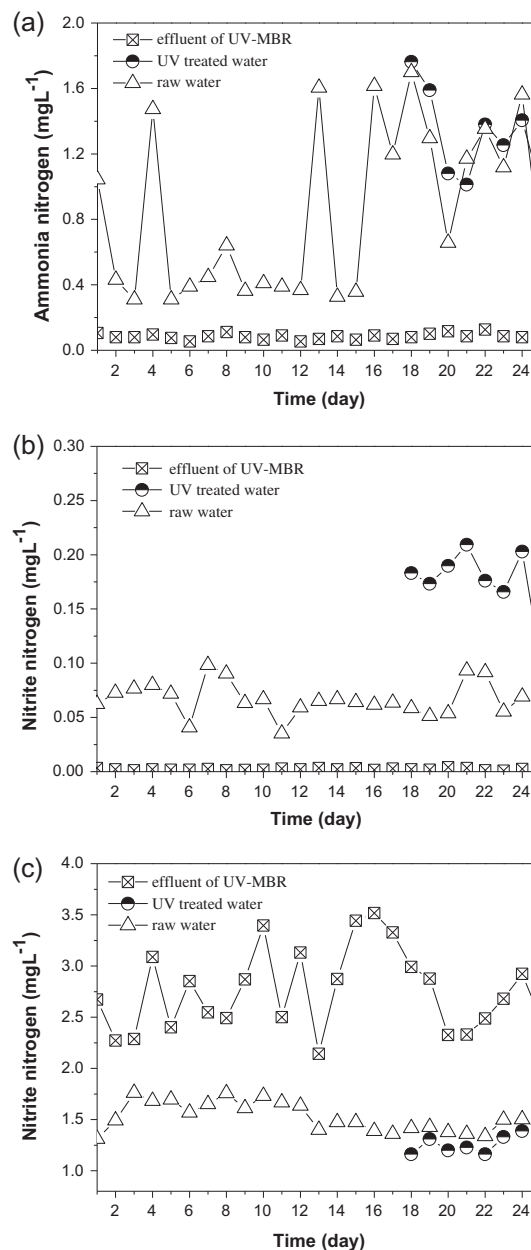 (a)
2.0
1.6
1.2
0.8
0.4
0.0
Ammonia nitrogen (mgL⁻¹)
effluent of UV-MBR
UV treated water
raw water
2 4 6 8 10 12 14 16 18 20 22 24
Time (day)
(b)
0.30
0.25
0.20
0.15
0.10
0.05
0.00
Nitrite nitrogen (mgL⁻¹)
effluent of UV-MBR
UV treated water
raw water
2 4 6 8 10 12 14 16 18 20 22 24
Time (day)
(c)
4.0
3.5
3.0
2.5
2.0
1.5
1.0
Nitrite nitrogen (mgL⁻¹)
effluent of UV-MBR
UV treated water
raw water
2 4 6 8 10 12 14 16 18 20 22 24
Time (day)